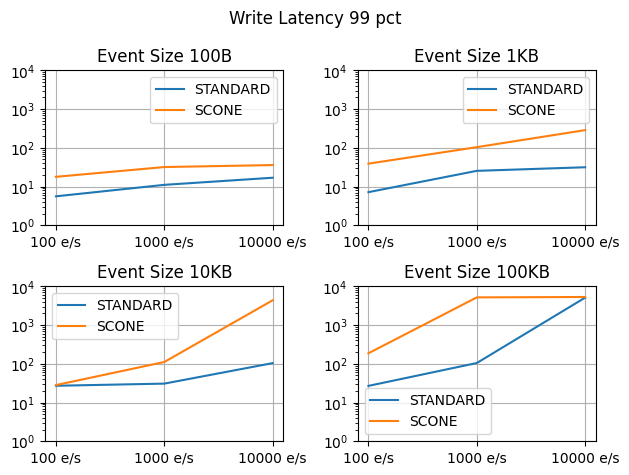 Write Latency 99 pct
Event Size 100B
10^4
10^3
10^2
10^1
10^0
STANDARD
SCONE
100 e/s
1000 e/s
10000 e/s
Event Size 1KB
10^4
10^3
10^2
10^1
10^0
STANDARD
SCONE
100 e/s
1000 e/s
10000 e/s
Event Size 10KB
10^4
10^3
10^2
10^1
10^0
STANDARD
SCONE
100 e/s
1000 e/s
10000 e/s
Event Size 100KB
10^4
10^3
10^2
10^1
10^0
STANDARD
SCONE
100 e/s
1000 e/s
10000 e/s